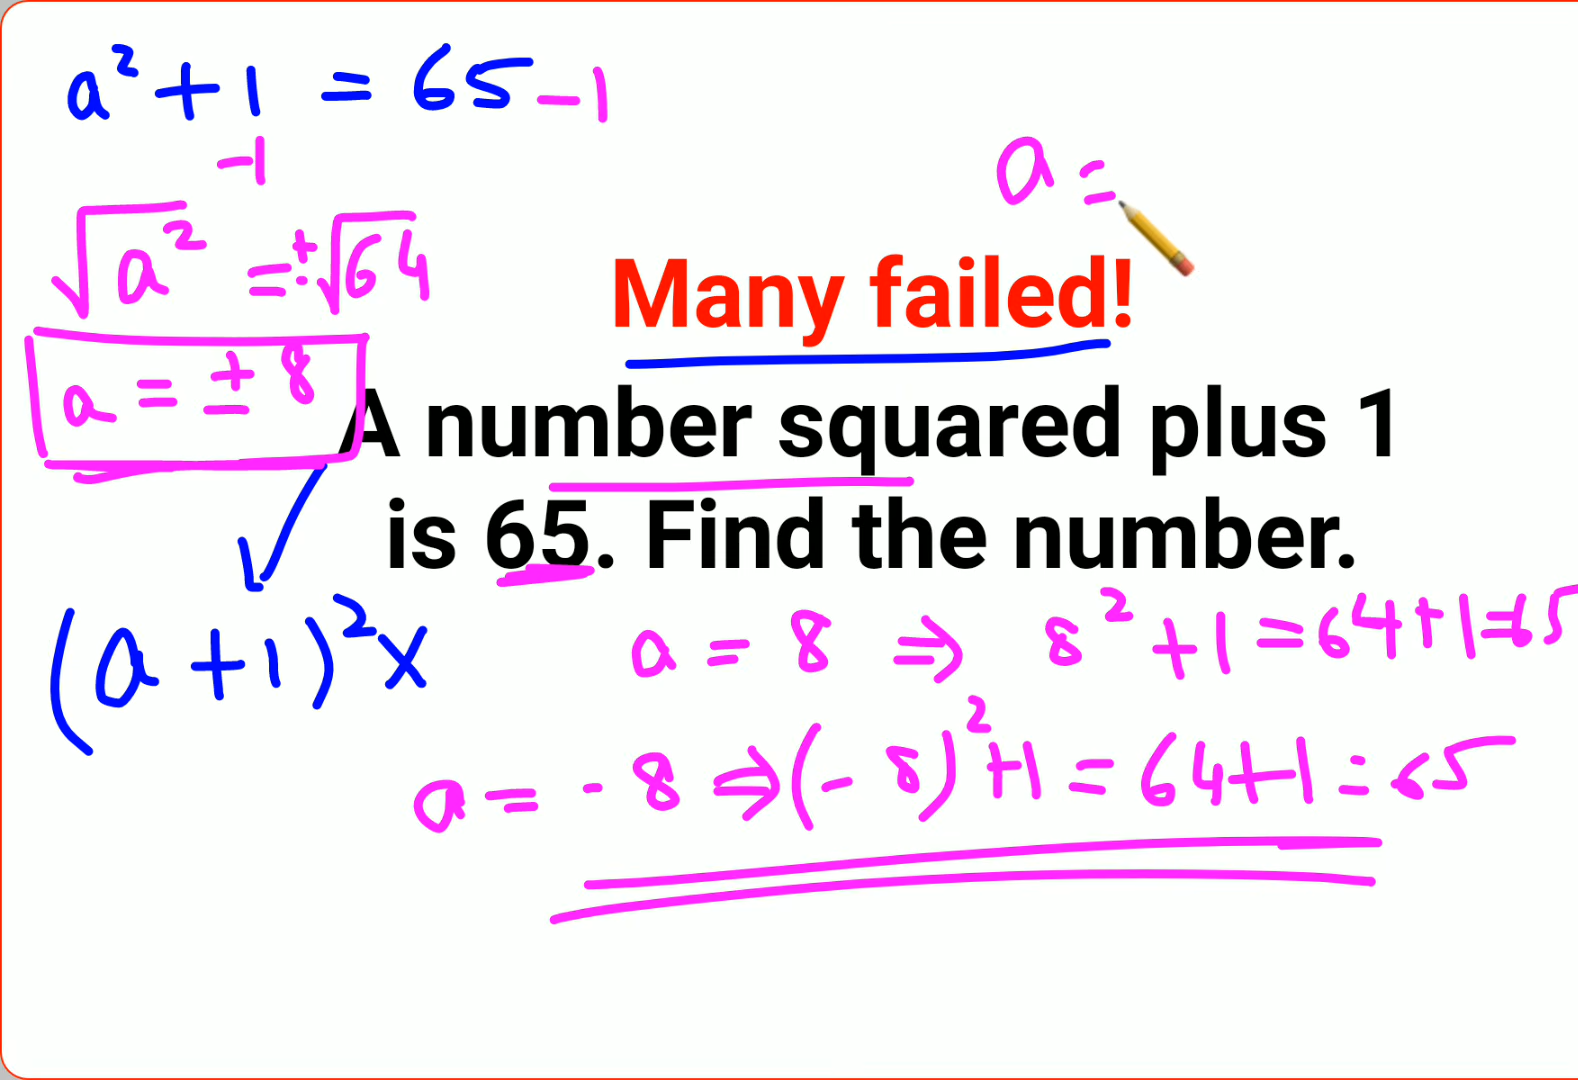 a² + 1 = 65 - 1
-1
a =
√a² = ±√64
Many failed!
a = ± 8
A number squared plus 1
is 65. Find the number.
(a + 1)² x
a = 8 ⇒ 8² + 1 = 64 + 1 = 65
a = - 8 ⇒ (- 8)² + 1 = 64 + 1 = 65